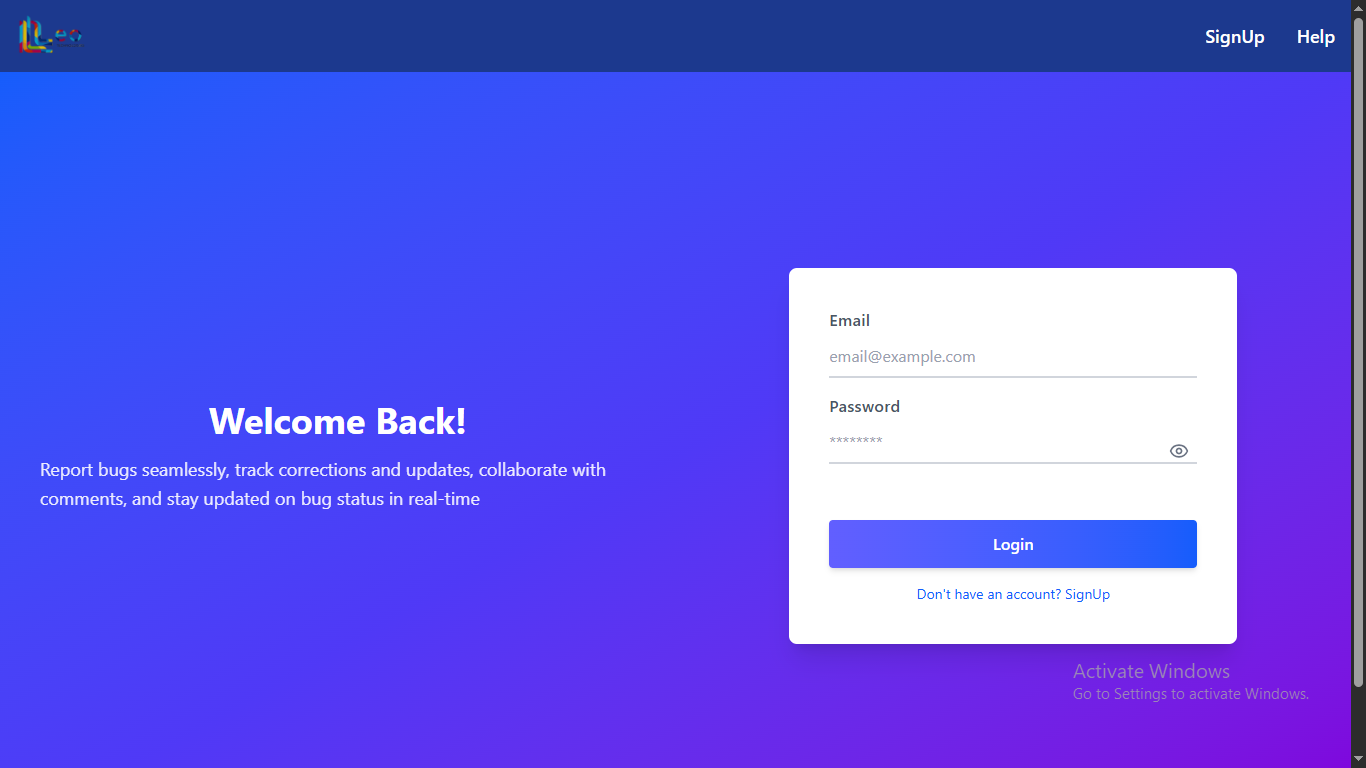 Leo
SignUp
Help
Welcome Back!
Report bugs seamlessly, track corrections and updates, collaborate with
comments, and stay updated on bug status in real-time
Email
email@example.com
Password
********
Login
Don't have an account? SignUp
Activate Windows
Go to Settings to activate Windows.